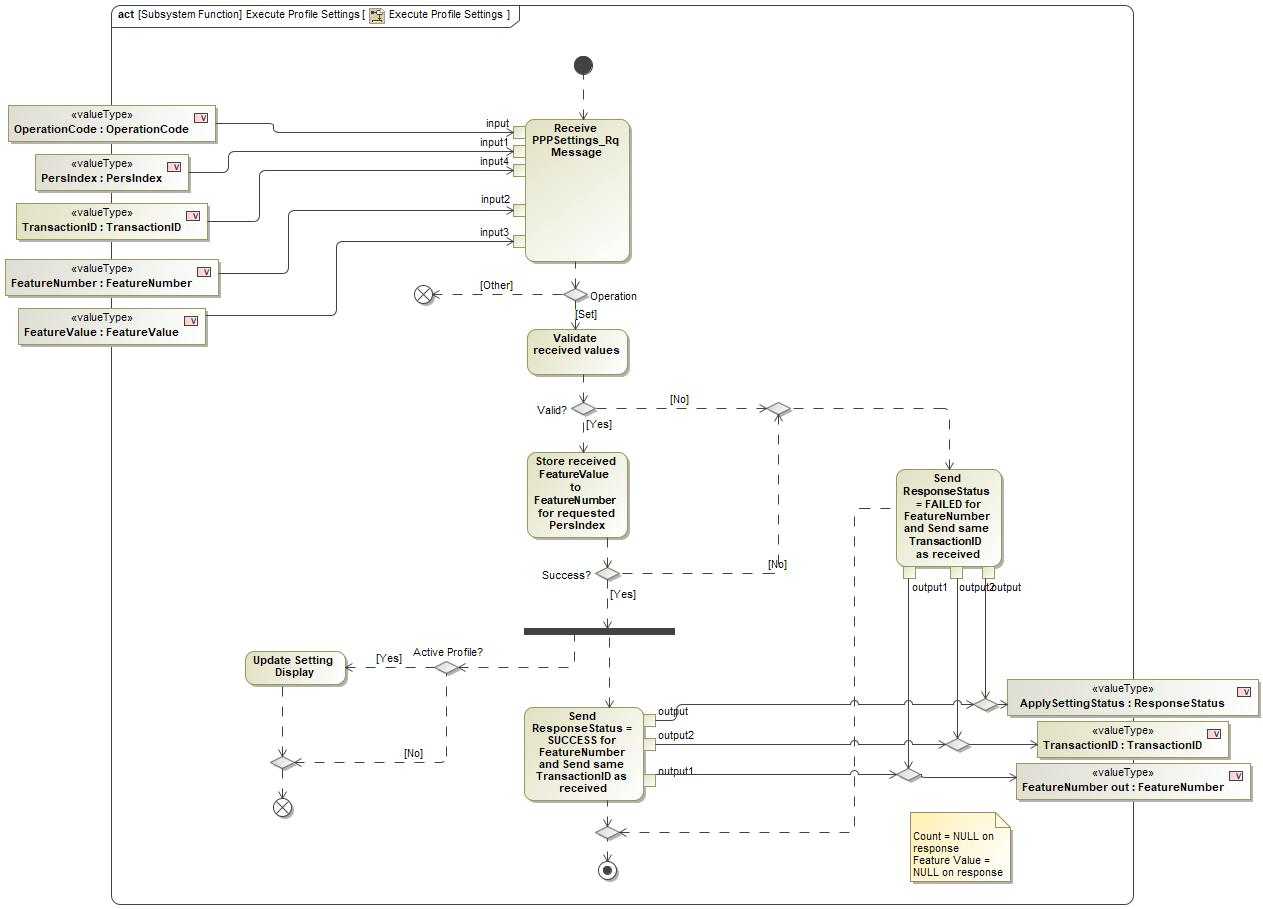 act [Subsystem Function] Execute Profile Settings [ Execute Profile Settings ]
«valueType»
OperationCode : OperationCode
«valueType»
PersIndex : PersIndex
«valueType»
TransactionID : TransactionID
«valueType»
FeatureNumber : FeatureNumber
«valueType»
FeatureValue : FeatureValue
V
V
V
V
V
input
input1
input4
input2
input3
Receive
PPPSettings_Rq
Message
[Other]
Operation
[Set]
Validate
received values
Valid?
[No]
[Yes]
Store received
FeatureValue
to
FeatureNumber
for requested
PersIndex
Success?
[No]
[Yes]
Send
ResponseStatus
= FAILED for
FeatureNumber
and Send same
TransactionID
as received
output1
output2
output
Active Profile?
[Yes]
Update Setting
Display
[No]
Send
ResponseStatus =
SUCCESS for
FeatureNumber
and Send same
TransactionID as
received
output
output2
output1
«valueType»
ApplySettingStatus : ResponseStatus
V
«valueType»
TransactionID : TransactionID
V
«valueType»
FeatureNumber out : FeatureNumber
V
Count = NULL on
response
Feature Value =
NULL on response